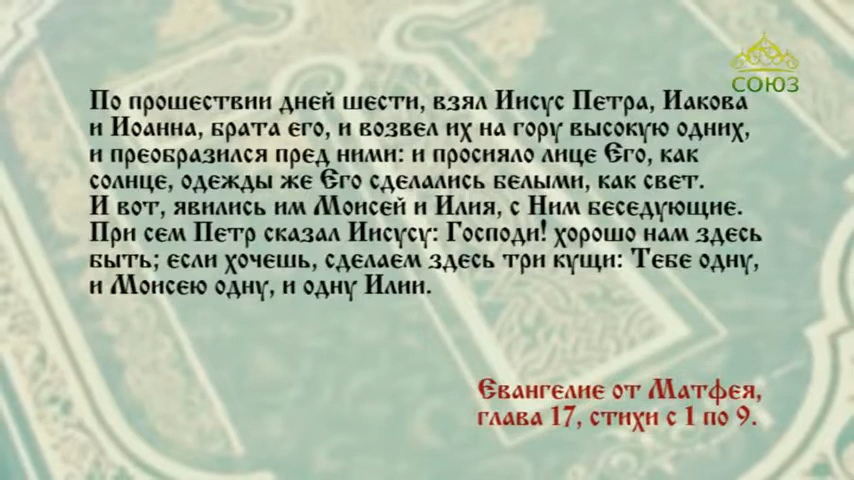 СОЮЗ
По прошествии дней шести, взял Иисус Петра, Иакова
и Иоанна, брата его, и возвел их на гору высокую одних,
и преобразился пред ними: и просияло лице Его, как
солнце, одежды же Его сделались белыми, как свет.
И вот, явились им Моисей и Илия, с Ним беседующие.
При сем Петр сказал Иисусу: Господи! хорошо нам здесь
быть; если хочешь, сделаем здесь три кущи: Тебе одну,
и Моисею одну, и одну Илии.
Евангелие от Матфея,
глава 17, стихи с 1 по 9.